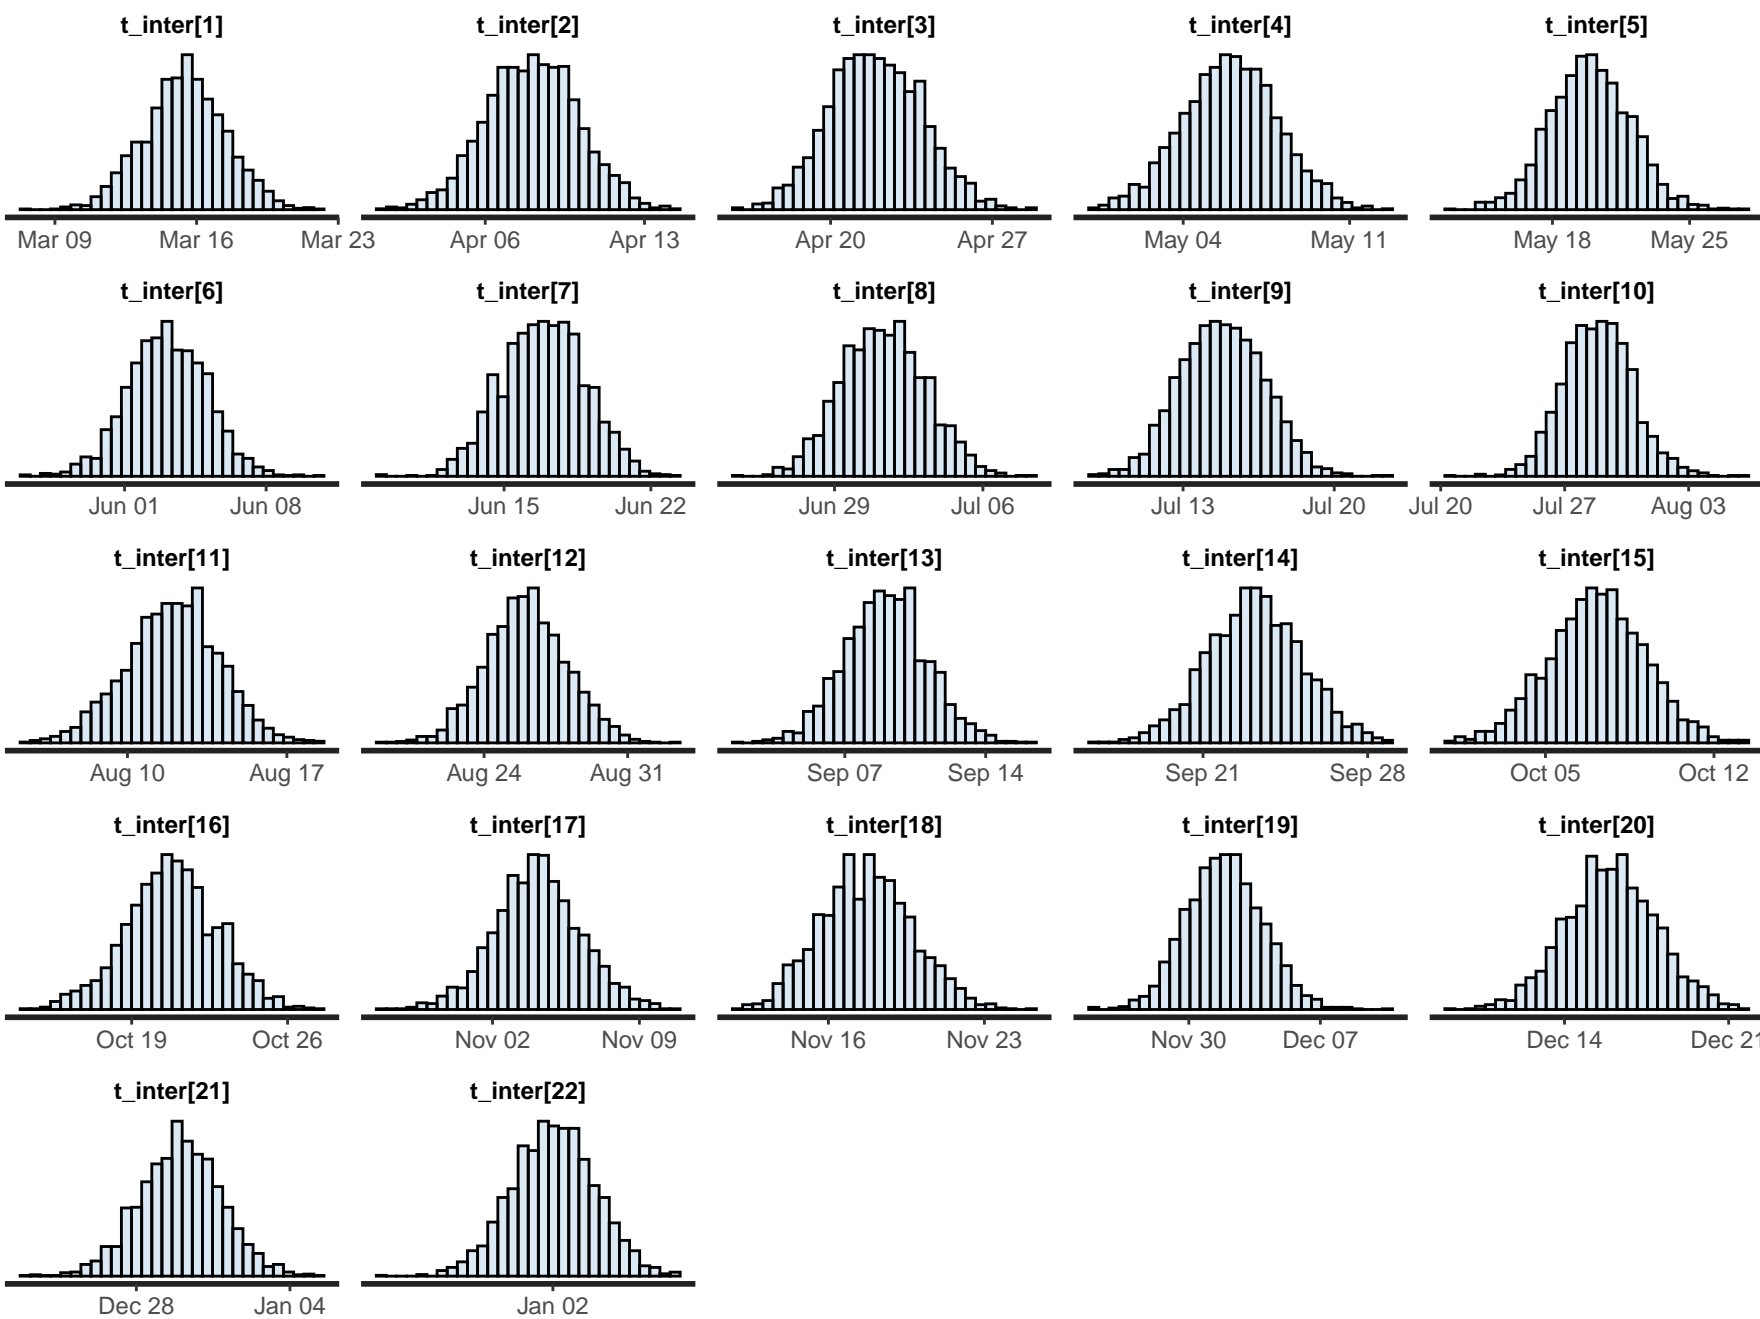 t_inter[1] t_inter[2] t_inter[3] t_inter[4] t_inter[5]
Mar 09 Mar 16 Mar 23 Apr 06 Apr 13 Apr 20 Apr 27 May 04 May 11 May 18 May 25
t_inter[6] t_inter[7] t_inter[8] t_inter[9] t_inter[10]
Jun 01 Jun 08 Jun 15 Jun 22 Jun 29 Jul 06 Jul 13 Jul 20 Jul 20 Jul 27 Aug 03
t_inter[11] t_inter[12] t_inter[13] t_inter[14] t_inter[15]
Aug 10 Aug 17 Aug 24 Aug 31 Sep 07 Sep 14 Sep 21 Sep 28 Oct 05 Oct 12
t_inter[16] t_inter[17] t_inter[18] t_inter[19] t_inter[20]
Oct 19 Oct 26 Nov 02 Nov 09 Nov 16 Nov 23 Nov 30 Dec 07 Dec 14 Dec 21
t_inter[21] t_inter[22]
Dec 28 Jan 04 Jan 02